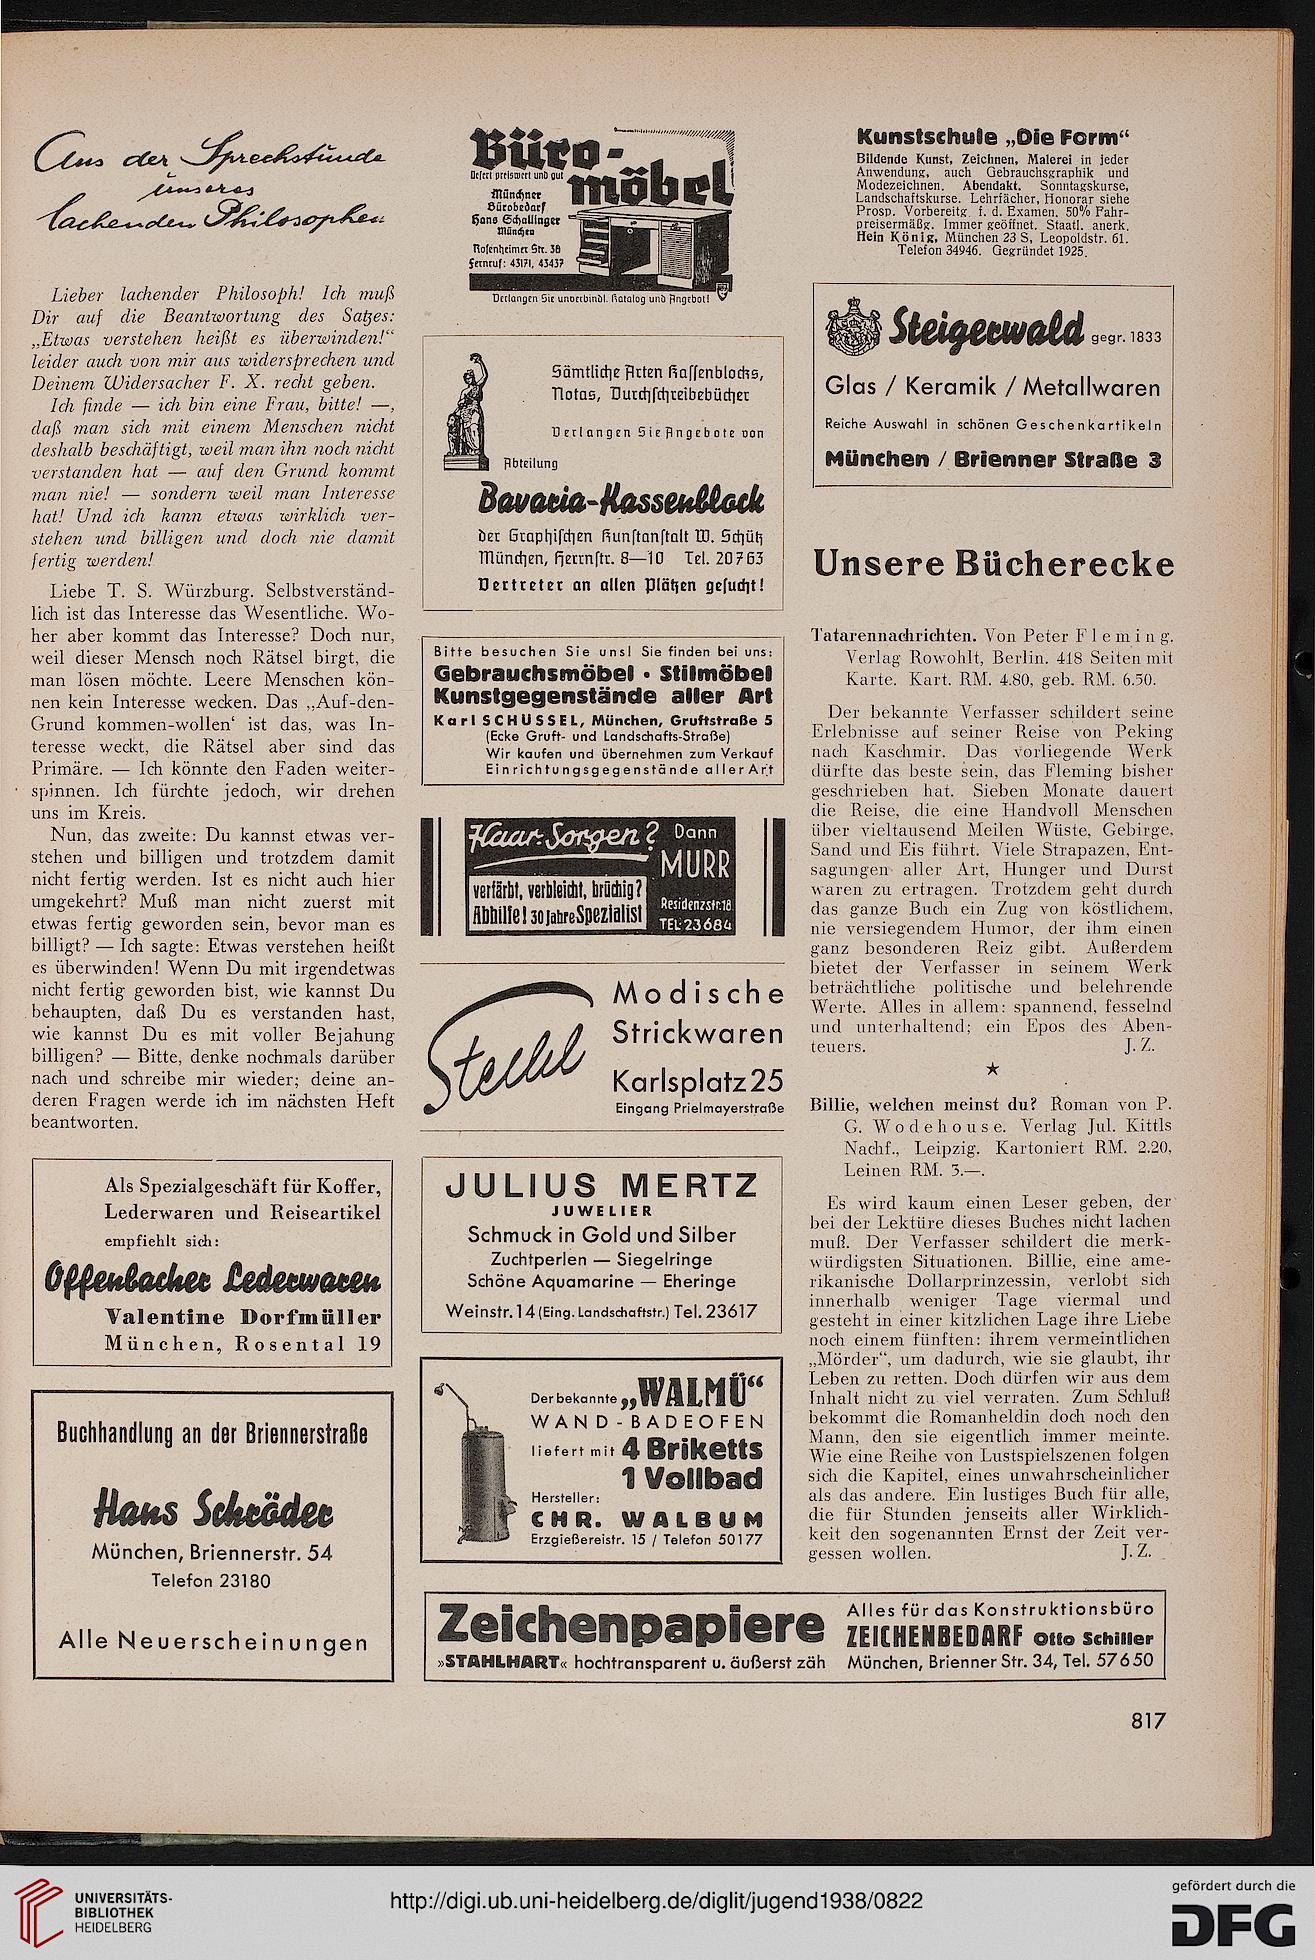 Aus der Sprechstunde
unseres
lachenden Philosophen
Lieber lachender Philosoph! Ich muß
Dir auf die Beantwortung des Satzes:
„Etwas verstehen heißt es überwinden!“
leider auch von mir aus widersprechen und
Deinem Widersacher F. X. recht geben.
Ich finde — ich bin eine Frau, bitte! —,
daß man sich mit einem Menschen nicht
deshalb beschäftigt, weil man ihn noch nicht
verstanden hat — auf den Grund kommt
man nie! — sondern weil man Interesse
hat! Und ich kann etwas wirklich ver-
stehen und billigen und doch nie damit
fertig werden!
Liebe T. S. Würzburg. Selbstverständ-
lich ist das Interesse das Wesentliche. Wo-
her aber kommt das Interesse? Doch nur,
weil dieser Mensch noch Rätsel birgt, die
man lösen möchte. Leere Menschen kön-
nen kein Interesse wecken. Das „Auf-den-
Grund kommen-wollen‘ ist das, was In-
teresse weckt, die Rätsel aber sind das
Primäre. — Ich könnte den Faden weiter-
spinnen. Ich fürchte jedoch, wir drehen
uns im Kreis.
Nun, das zweite: Du kannst etwas ver-
stehen und billigen und trotzdem damit
nicht fertig werden. Ist es nicht auch hier
umgekehrt? Muß man nicht zuerst mit
etwas fertig geworden sein, bevor man es
billigt? — Ich sagte: Etwas verstehen heißt
es überwinden! Wenn Du mit irgendetwas
nicht fertig geworden bist, wie kannst Du
behaupten, daß Du es verstanden hast,
wie kannst Du es mit voller Bejahung
billigen? — Bitte, denke nochmals darüber
nach und schreibe mir wieder; deine an-
deren Fragen werde ich im nächsten Heft
beantworten.
Als Spezialgeschäft für Koffer,
Lederwaren und Reiseartikel
empfiehlt sich:
Offenbacher Lederwaren
Valentine Dorfmüller
München, Rosental 19
Buchhandlung an der Briennerstraße
Hans Schröder
München, Briennerstr. 54
Telefon 23180
Alle Neuerscheinungen
Büro-
möbel
liefert preiswert und gut
Münchner
Bürobedarf
Hans Schallinger
München
Rosenheimer Str. 38
Fernruf: 43171, 43437
Verlangen Sie unverbindl. Katalog und Angebot!
Sämtliche Arten Kassenblocks,
Notas, Durchschreibebücher
Verlangen Sie Angebote von
Abteilung
Bavaria-Kassenblock
der Graphischen Kunstanstalt W. Schütz
München, Herrnstr. 8—10 Tel. 20763
Vertreter an allen Plätzen gesucht!
Bitte besuchen Sie uns! Sie finden bei uns:
Gebrauchsmöbel • Stilmöbel
Kunstgegenstände aller Art
Karl SCHÜSSEL, München, Gruftstraße 5
(Ecke Gruft- und Landschafts-Straße)
Wir kaufen und übernehmen zum Verkauf
Einrichtungsgegenstände aller Art
Haar-Sorgen? Dann
MURR
verfärbt, verbleicht, brüchig?
Abhilfe! 30 Jahre Spezialist
Residenzstr. 18
TEL-23684
Stelll
Modische
Strickwaren
Karlsplatz 25
Eingang Prielmayerstraße
JULIUS MERTZ
JUWELIER
Schmuck in Gold und Silber
Zuchtperlen — Siegelringe
Schöne Aquamarine — Eheringe
Weinstr. 14 (Eing. Landschaftstr.) Tel. 23617
Der bekannte „WALMÜ“
WAND-BADEOFEN
liefert mit 4 Briketts
1 Vollbad
Hersteller:
CHR. WALBUM
Erzgießereistr. 15 / Telefon 50177
Zeichenpapiere
»STAHLHART« hochtransparent u. äußerst zäh
Alles für das Konstruktionsbüro
ZEICHENBEDARF Otto Schiller
München, Brienner Str. 34, Tel. 57650
Kunstschule „Die Form“
Bildende Kunst, Zeichnen, Malerei in jeder
Anwendung, auch Gebrauchsgraphik und
Modezeichnen. Abendakt, Sonntagskurse,
Landschaftskurse. Lehrfächer, Honorar siehe
Prosp. Vorbereitg. f. d. Examen. 50% Fahr-
preisermäßg. Immer geöffnet. Staatl. anerk.
Hein König, München 23 S, Leopoldstr. 61.
Telefon 34946. Gegründet 1925.
Steigerwald gegr. 1833
Glas / Keramik / Metallwaren
Reiche Auswahl in schönen Geschenkartikeln
München / Brienner Straße 3
Unsere Bücherecke
Tatarennachrichten. Von Peter Fleming.
Verlag Rowohlt, Berlin. 418 Seiten mit
Karte. Kart. RM. 4.80, geb. RM. 6.50.
Der bekannte Verfasser schildert seine
Erlebnisse auf seiner Reise von Peking
nach Kaschmir. Das vorliegende Werk
dürfte das beste sein, das Fleming bisher
geschrieben hat. Sieben Monate dauert
die Reise, die eine Handvoll Menschen
über vieltausend Meilen Wüste, Gebirge,
Sand und Eis führt. Viele Strapazen, Ent-
sagungen aller Art, Hunger und Durst
waren zu ertragen. Trotzdem geht durch
das ganze Buch ein Zug von köstlichem,
nie versiegendem Humor, der ihm einen
ganz besonderen Reiz gibt. Außerdem
bietet der Verfasser in seinem Werk
beträchtliche politische und belehrende
Werte. Alles in allem: spannend, fesselnd
und unterhaltend; ein Epos des Aben-
teuers. J. Z.
Billie, welchen meinst du? Roman von P.
G. Wodehouse. Verlag Jul. Kittls
Nachf., Leipzig. Kartoniert RM. 2.20,
Leinen RM. 3.—.
Es wird kaum einen Leser geben, der
bei der Lektüre dieses Buches nicht lachen
muß. Der Verfasser schildert die merk-
würdigsten Situationen. Billie, eine ame-
rikanische Dollarprinzessin, verlobt sich
innerhalb weniger Tage viermal und
gesteht in einer kitzlichen Lage ihre Liebe
noch einem fünften: ihrem vermeintlichen
„Mörder“, um dadurch, wie sie glaubt, ihr
Leben zu retten. Doch dürfen wir aus dem
Inhalt nicht zu viel verraten. Zum Schluß
bekommt die Romanheldin doch noch den
Mann, den sie eigentlich immer meinte.
Wie eine Reihe von Lustspielszenen folgen
sich die Kapitel, eines unwahrscheinlicher
als das andere. Ein lustiges Buch für alle,
die für Stunden jenseits aller Wirklich-
keit den sogenannten Ernst der Zeit ver-
gessen wollen. J. Z.
817
UNIVERSITÄTS-
BIBLIOTHEK
HEIDELBERG
http://digi.ub.uni-heidelberg.de/diglit/jugend1938/0822
gefördert durch die
DFG